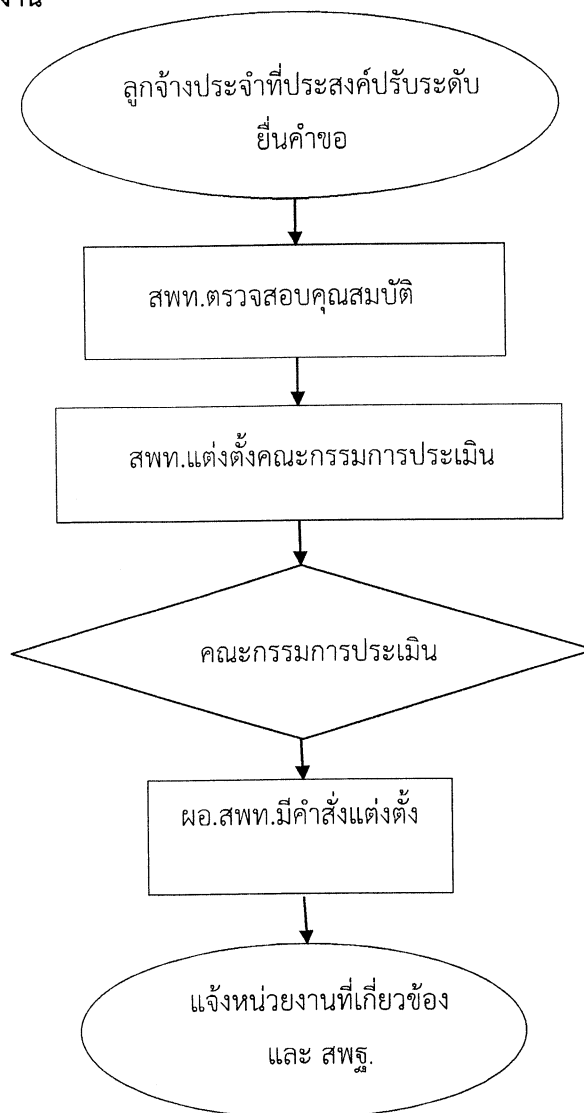 ลูกจ้างประจำที่ประสงค์ปรับระดับ
ยื่นคำขอ
สพท.ตรวจสอบคุณสมบัติ
สพท.แต่งตั้งคณะกรรมการประเมิน
คณะกรรมการประเมิน
ผอ.สพท.มีคำสั่งแต่งตั้ง
แจ้งหน่วยงานที่เกี่ยวข้อง
และ สพฐ.